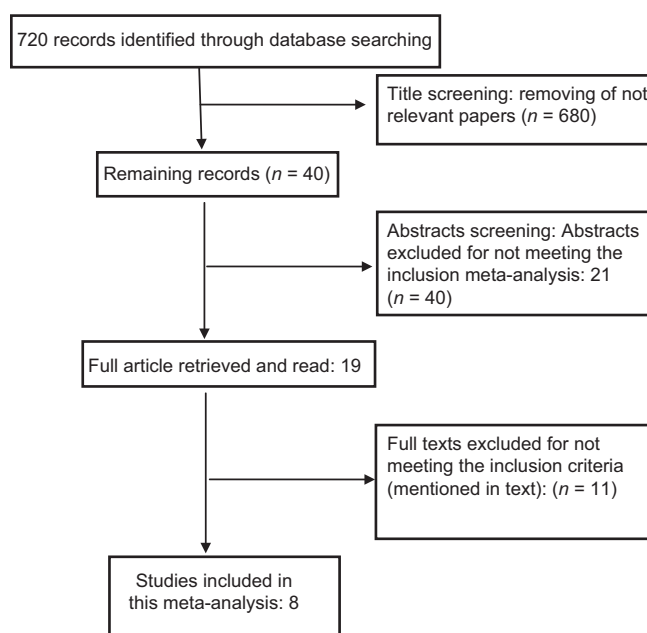 720 records identified through database searching
Title screening: removing of not
relevant papers (n = 680)
Remaining records (n = 40)
Abstracts screening: Abstracts
excluded for not meeting the
inclusion meta-analysis: 21
(n = 40)
Full article retrieved and read: 19
Full texts excluded for not
meeting the inclusion criteria
(mentioned in text): (n = 11)
Studies included in
this meta-analysis: 8